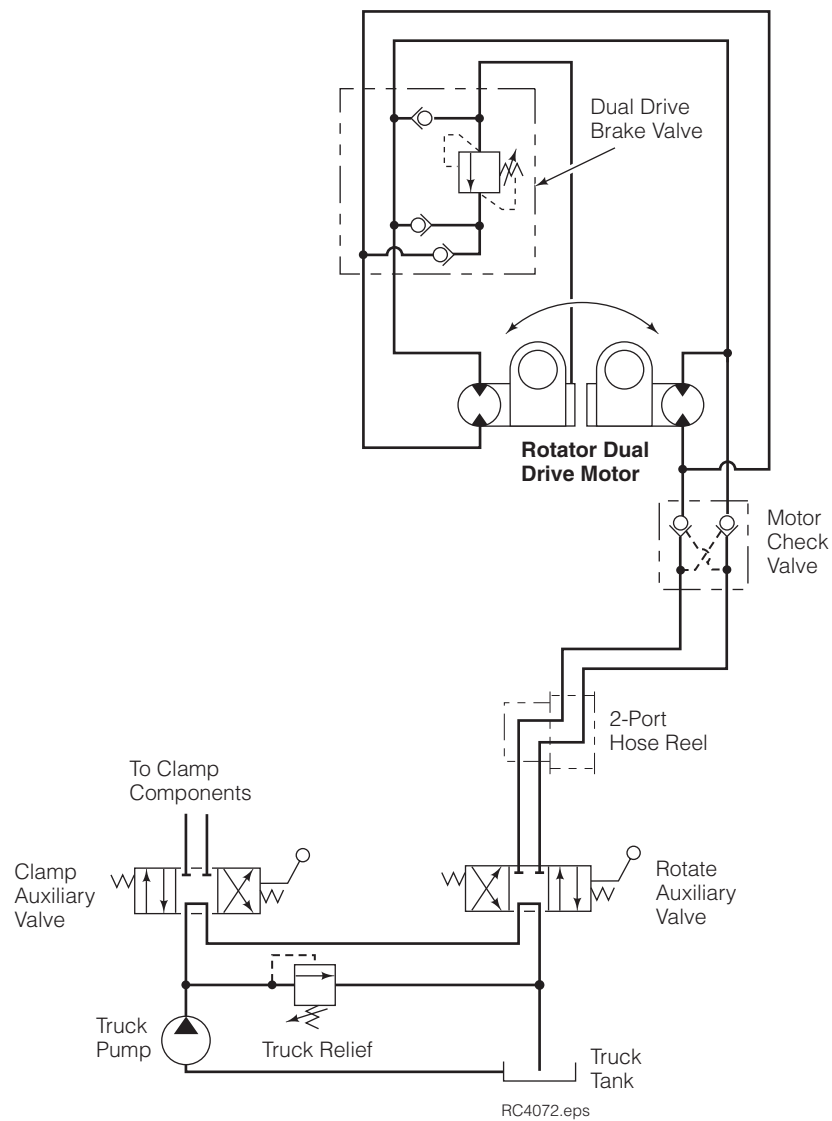 Dual Drive
Brake Valve
Rotator Dual
Drive Motor
Motor
Check
Valve
2-Port
Hose Reel
To Clamp
Components
Clamp
Auxiliary
Valve
Rotate
Auxiliary
Valve
Truck
Pump
Truck Relief
Truck
Tank
RC4072.eps